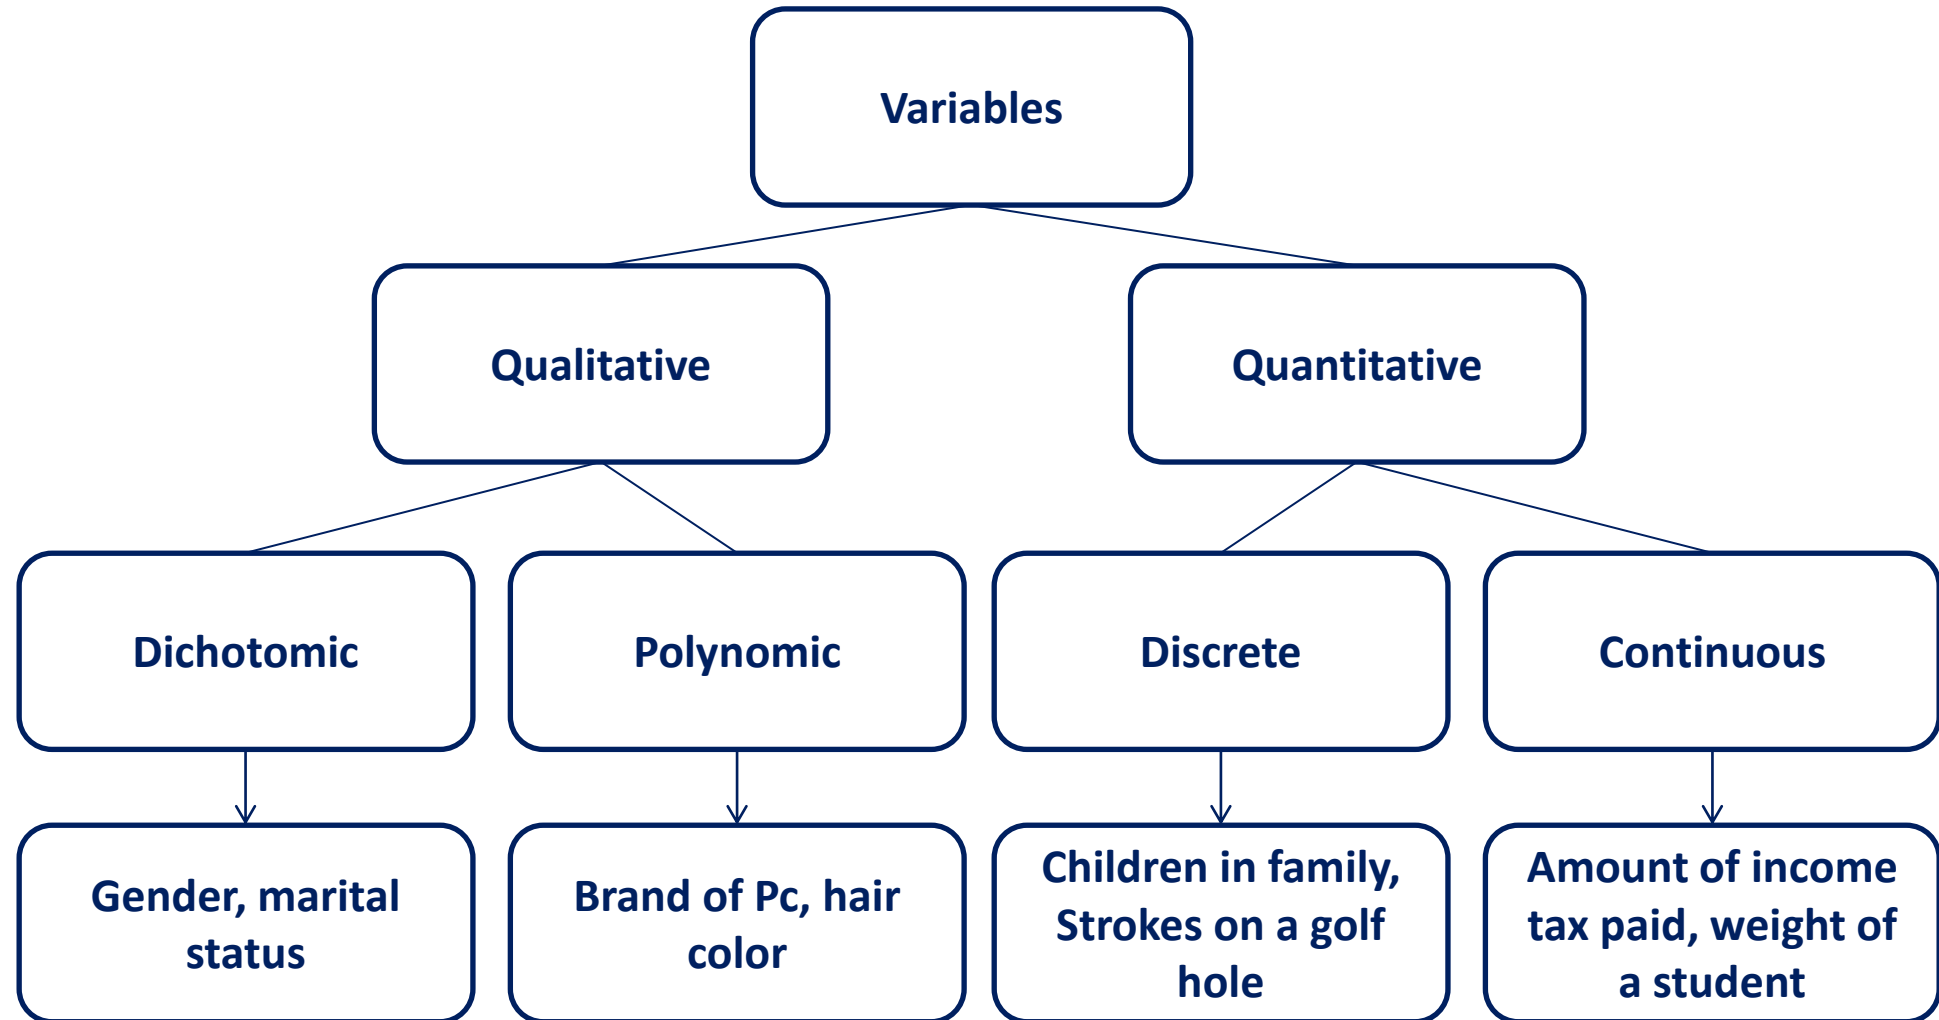 Variables
Qualitative
Quantitative
Dichotomic
Polynomic
Discrete
Continuous
Gender, marital
status
Brand of Pc, hair
color
Children in family,
Strokes on a golf
hole
Amount of income
tax paid, weight of
a student